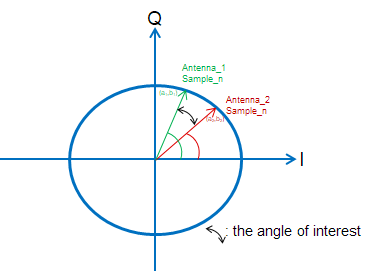 Q
Antenna_1
Sample_n
(a₁,b₁)
Antenna_2
Sample_n
(a₂,b₂)
I
: the angle of interest